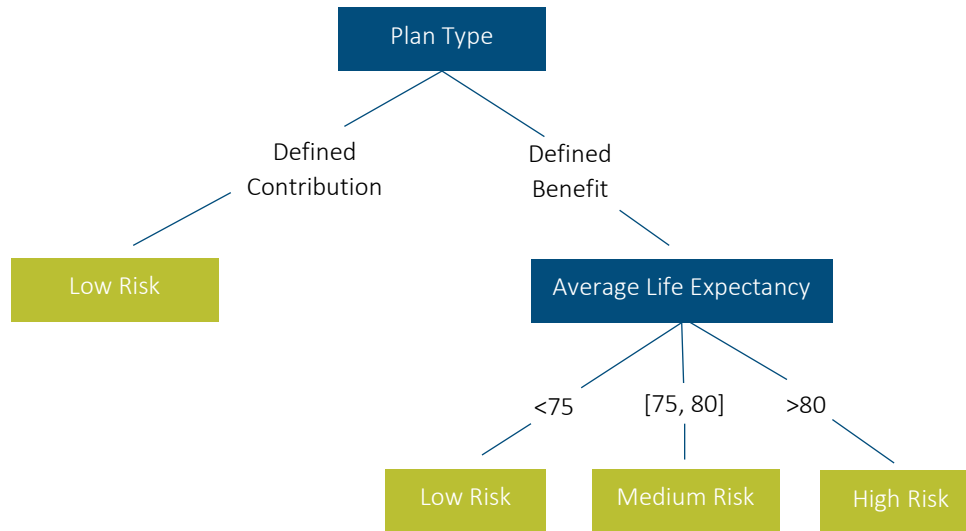 Plan Type
Defined
Contribution
Defined
Benefit
Low Risk
Average Life Expectancy
<75
[75, 80]
>80
Low Risk
Medium Risk
High Risk